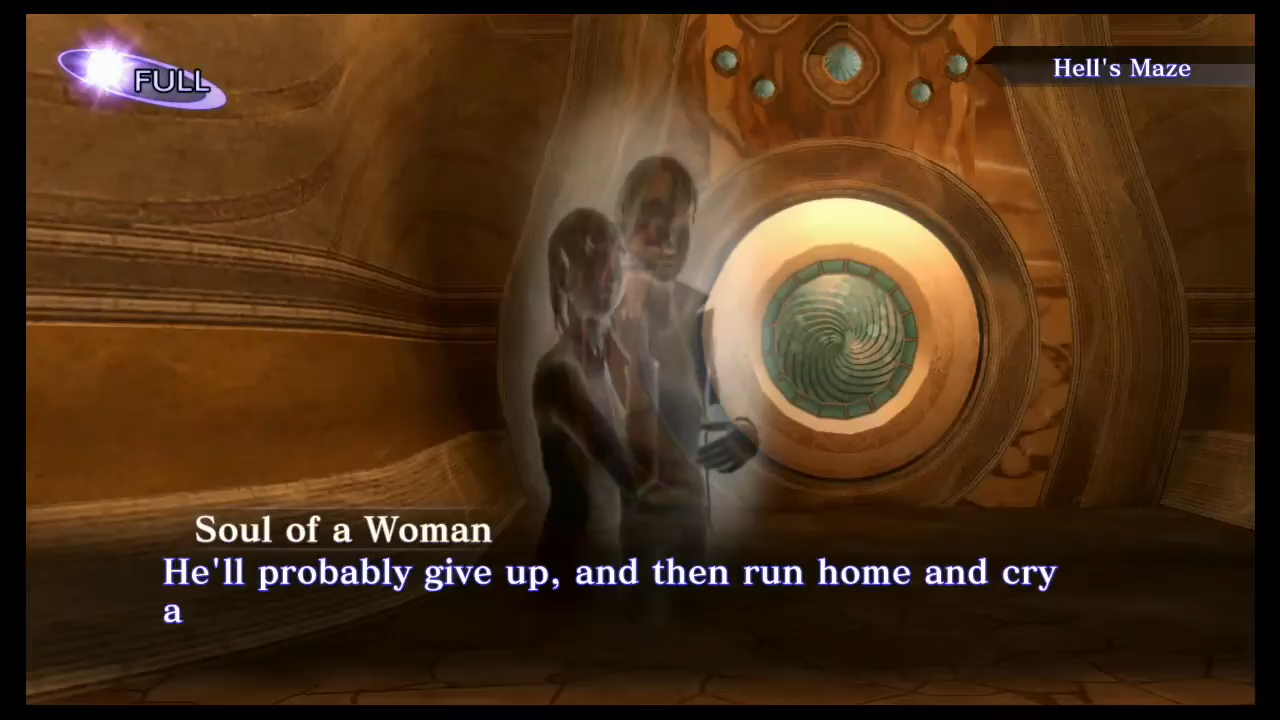 FULL
Hell's Maze
Soul of a Woman
He'll probably give up, and then run home and cry
a